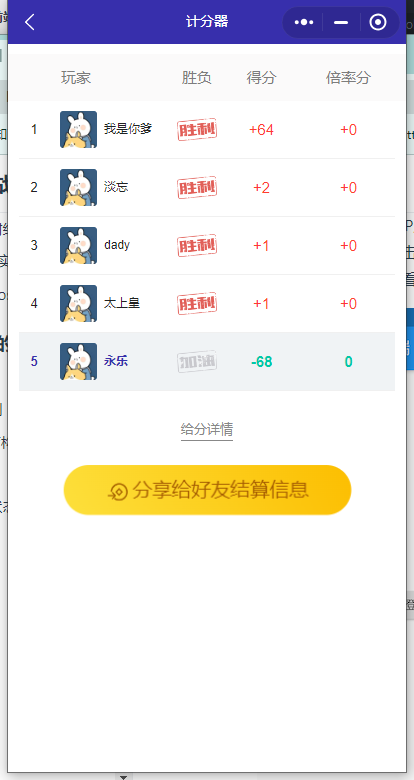 计分器
玩家 胜负 得分 倍率分
1 我是你爹 胜利 +64 +0
2 淡忘 胜利 +2 +0
3 dady 胜利 +1 +0
4 太上皇 胜利 +1 +0
5 永乐 加油 -68 0
给分详情
分享给好友结算信息